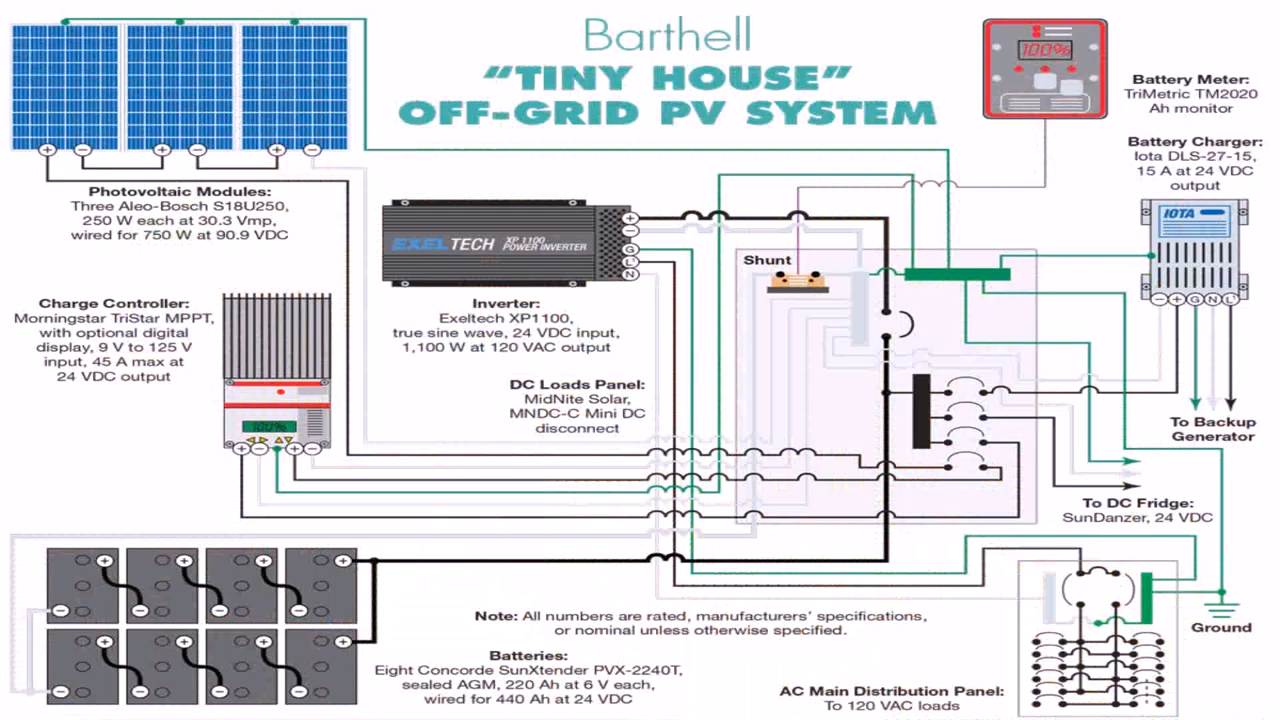 Barthell
"TINY HOUSE"
OFF-GRID PV SYSTEM
100%
Battery Meter:
TriMetric TM2020
Ah monitor
Battery Charger:
Iota DLS-27-15,
15 A at 24 VDC
output
IOTA
− + G N L
To Backup
Generator
+ − + − + −
Photovoltaic Modules:
Three Aleo-Bosch S18U250,
250 W each at 30.3 Vmp,
wired for 750 W at 90.9 VDC
EXELTECH XP 1100
POWER INVERTER
+
−
G
L
N
Inverter:
Exeltech XP1100,
true sine wave, 24 VDC input,
1,100 W at 120 VAC output
Shunt
Charge Controller:
Morningstar TriStar MPPT,
with optional digital
display, 9 V to 125 V
input, 45 A max at
24 VDC output
100%
+ − + −
DC Loads Panel:
MidNite Solar,
MNDC-C Mini DC
disconnect
To DC Fridge:
SunDanzer, 24 VDC
Ground
+ + + +
− − − −
+ + + +
− − − −
Note: All numbers are rated, manufacturers' specifications,
or nominal unless otherwise specified.
Batteries:
Eight Concorde SunXtender PVX-2240T,
sealed AGM, 220 Ah at 6 V each,
wired for 440 Ah at 24 VDC
AC Main Distribution Panel:
To 120 VAC loads